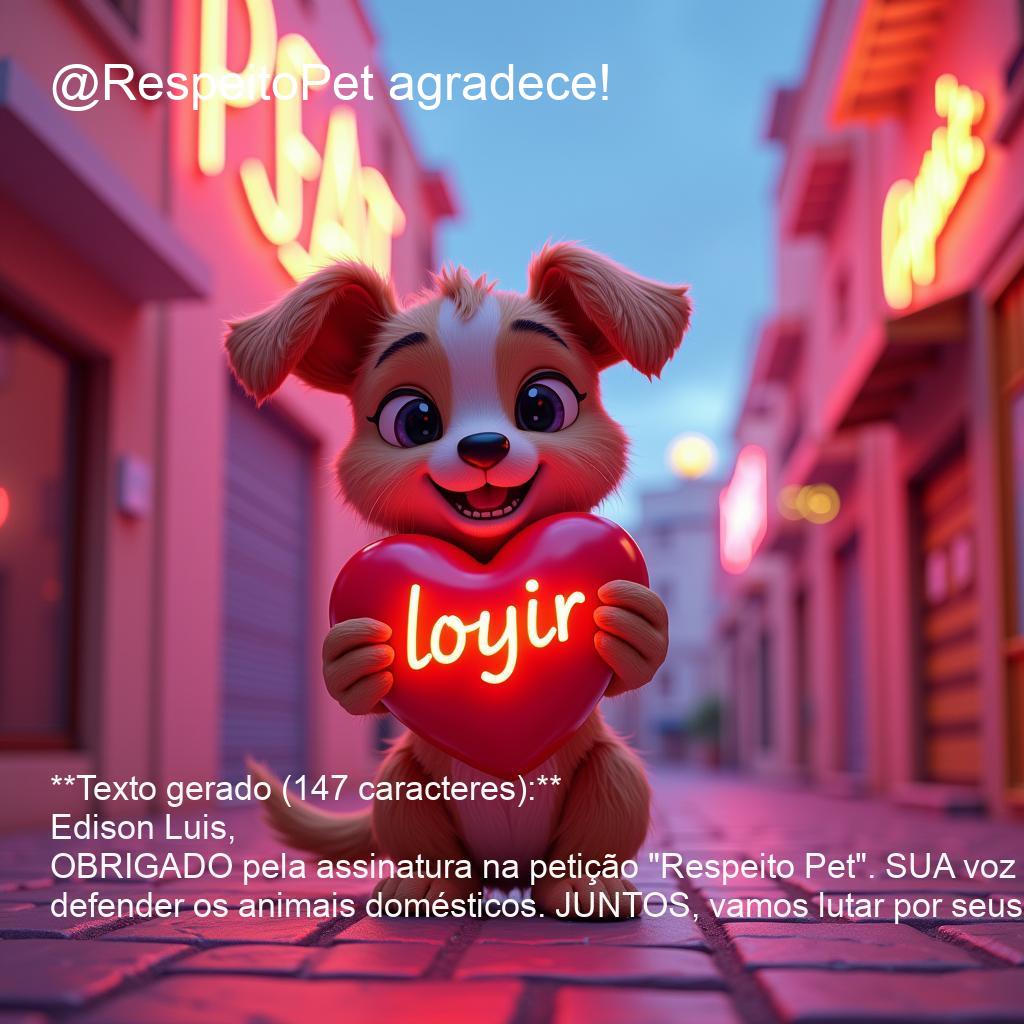 @RespeitoPet agradece!
loyir
**Texto gerado (147 caracteres):**
Edison Luis,
OBRIGADO pela assinatura na petição "Respeito Pet". SUA voz
defender os animais domésticos. JUNTOS, vamos lutar por seus